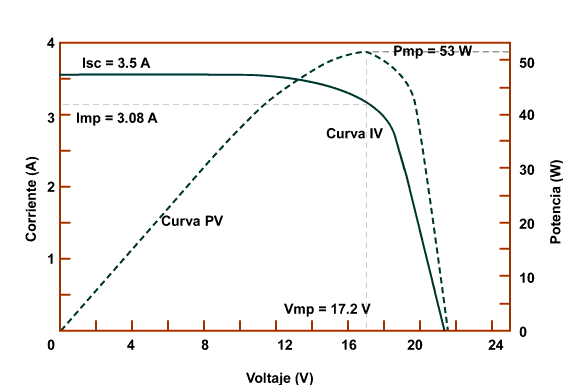 4
Isc = 3.5 A
Pmp = 53 W
50
3
Imp = 3.08 A
Curva IV
40
30
2
Curva PV
20
1
10
Vmp = 17.2 V
0
0
4
8
12
16
20
24
Corriente (A)
Potencia (W)
Voltaje (V)